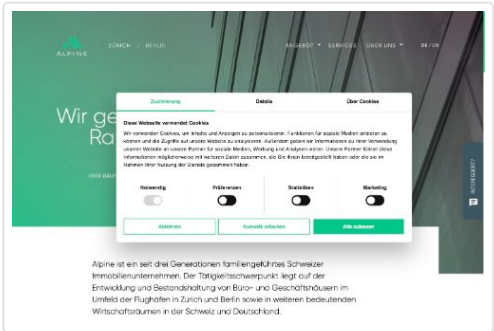 ALPINE
ZÜRICH / BERLIN
ANGEBOT SERVICES ÜBER UNS DE/EN
Wir ge
Ra
INTERESSIERT?
Zustimmung Details Über Cookies
Diese Webseite verwendet Cookies
Wir verwenden Cookies, um Inhalte und Anzeigen zu personalisieren, Funktionen für soziale Medien anbieten zu
können und die Zugriffe auf unsere Website zu analysieren. Außerdem geben wir Informationen zu Ihrer Verwendung
unserer Website an unsere Partner für soziale Medien, Werbung und Analysen weiter. Unsere Partner führen diese
Informationen möglicherweise mit weiteren Daten zusammen, die Sie ihnen bereitgestellt haben oder die sie im
Rahmen Ihrer Nutzung der Dienste gesammelt haben.
Notwendig Präferenzen Statistiken Marketing
Ablehnen Auswahl erlauben Alle zulassen
Alpine ist ein seit drei Generationen familiengeführtes Schweizer
Immobilienunternehmen. Der Tätigkeitsschwerpunkt liegt auf der
Entwicklung und Bestandshaltung von Büro- und Geschäftshäusern im
Umfeld der Flughäfen in Zürich und Berlin sowie in weiteren bedeutenden
Wirtschaftsräumen in der Schweiz und Deutschland.